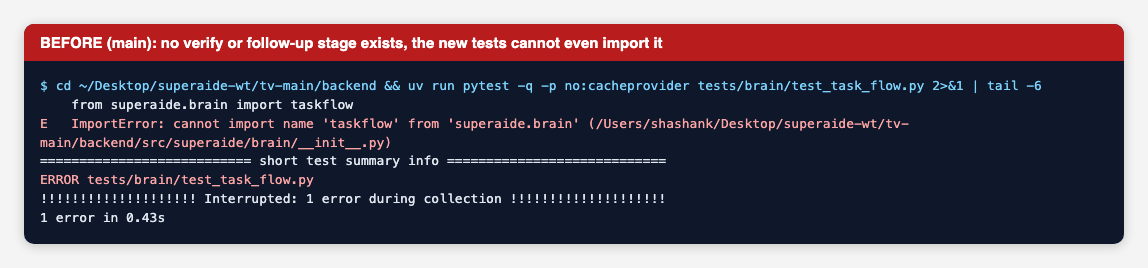 BEFORE (main): no verify or follow-up stage exists, the new tests cannot even import it
$ cd ~/Desktop/superaide-wt/tv-main/backend && uv run pytest -q -p no:cacheprovider tests/brain/test_task_flow.py 2>&1 | tail -6
    from superaide.brain import taskflow
E   ImportError: cannot import name 'taskflow' from 'superaide.brain' (/Users/shashank/Desktop/superaide-wt/tv-
main/backend/src/superaide/brain/__init__.py)
=========================== short test summary info ============================
ERROR tests/brain/test_task_flow.py
!!!!!!!!!!!!!!!!!!!! Interrupted: 1 error during collection !!!!!!!!!!!!!!!!!!!!
1 error in 0.43s